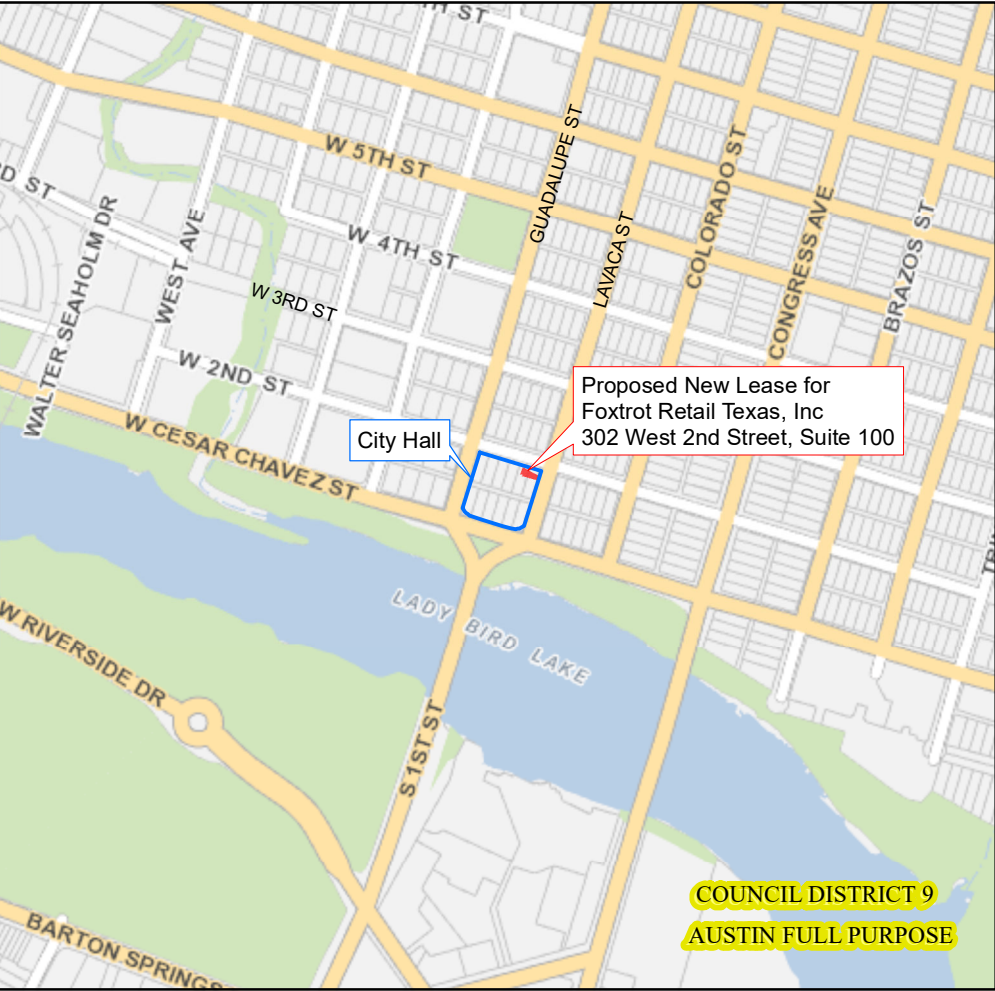 H ST
W 5TH ST
GUADALUPE ST
COLORADO ST
RD ST
WALTER SEAHOLM DR
WEST AVE
W 4TH ST
LAVACA ST
CONGRESS AVE
BRAZOS ST
W 3RD ST
W 2ND ST
Proposed New Lease for
Foxtrot Retail Texas, Inc
302 West 2nd Street, Suite 100
City Hall
W CESAR CHAVEZ ST
LADY BIRD LAKE
W RIVERSIDE DR
S 1ST ST
COUNCIL DISTRICT 9
AUSTIN FULL PURPOSE
BARTON SPRINGS